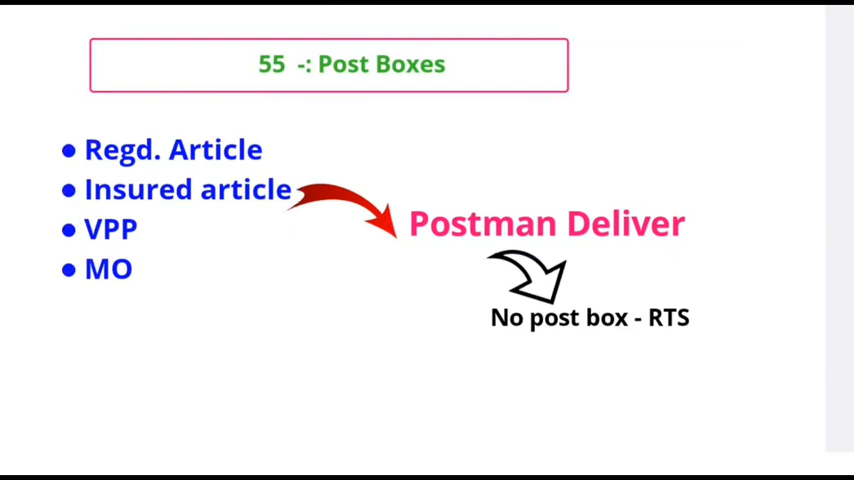 55 -: Post Boxes
● Regd. Article
● Insured article
● VPP
● MO
Postman Deliver
No post box - RTS